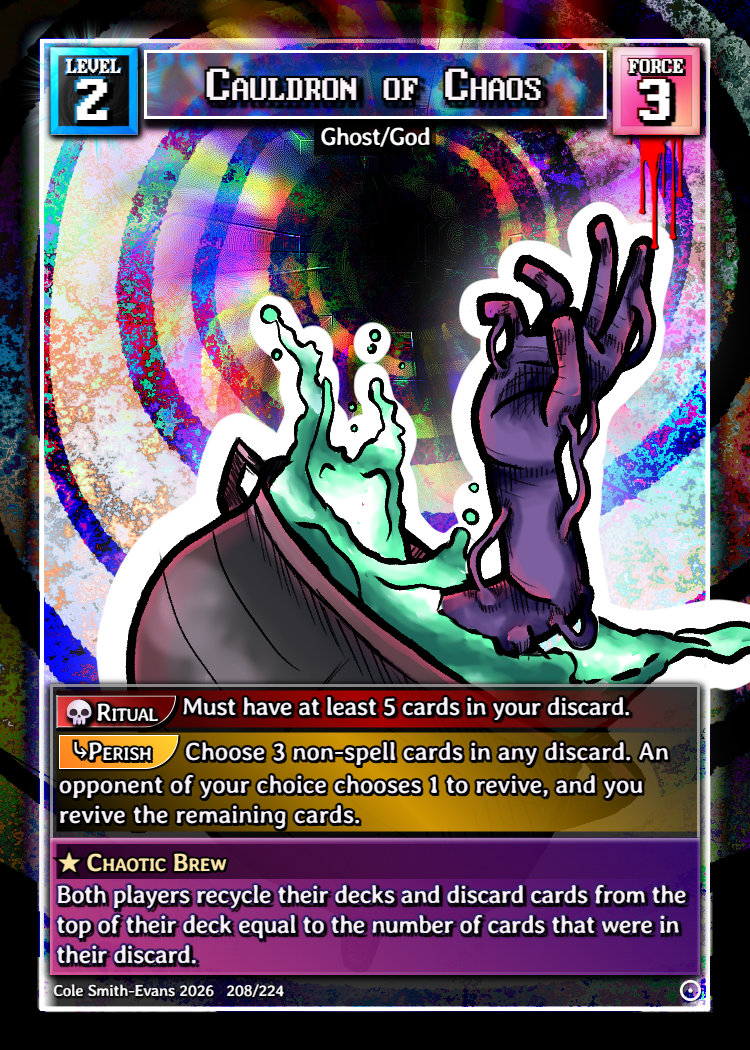 LEVEL
2
Cauldron of Chaos
FORCE
3
Ghost/God
Ritual Must have at least 5 cards in your discard.
↳Perish Choose 3 non-spell cards in any discard. An
opponent of your choice chooses 1 to revive, and you
revive the remaining cards.
★ Chaotic Brew
Both players recycle their decks and discard cards from the
top of their deck equal to the number of cards that were in
their discard.
Cole Smith-Evans 2026 208/224